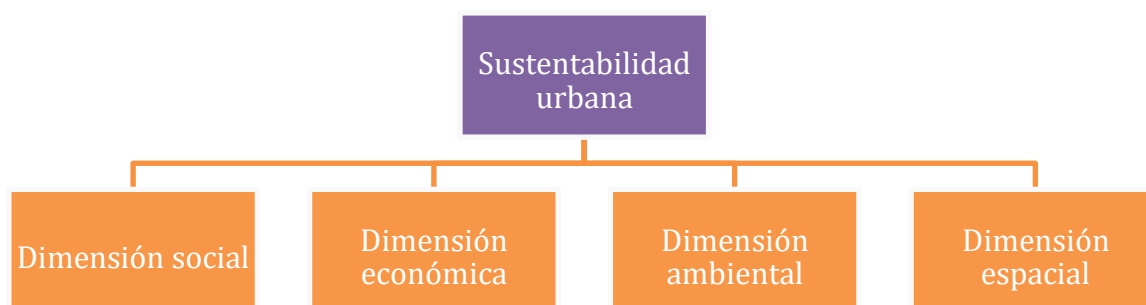 Sustentabilidad
urbana
Dimensión social
Dimensión
económica
Dimensión
ambiental
Dimensión
espacial